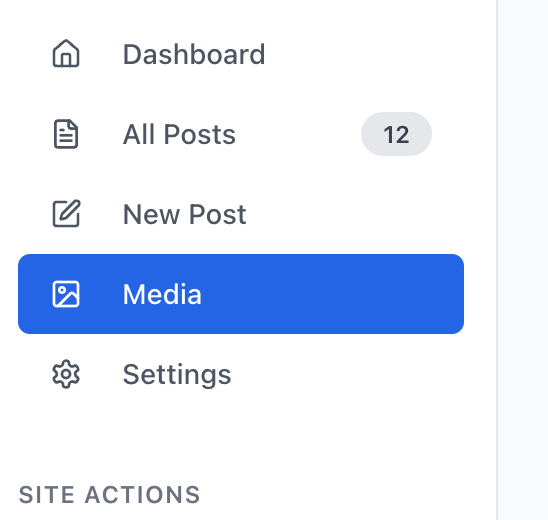 Dashboard
All Posts 12
New Post
Media
Settings
SITE ACTIONS